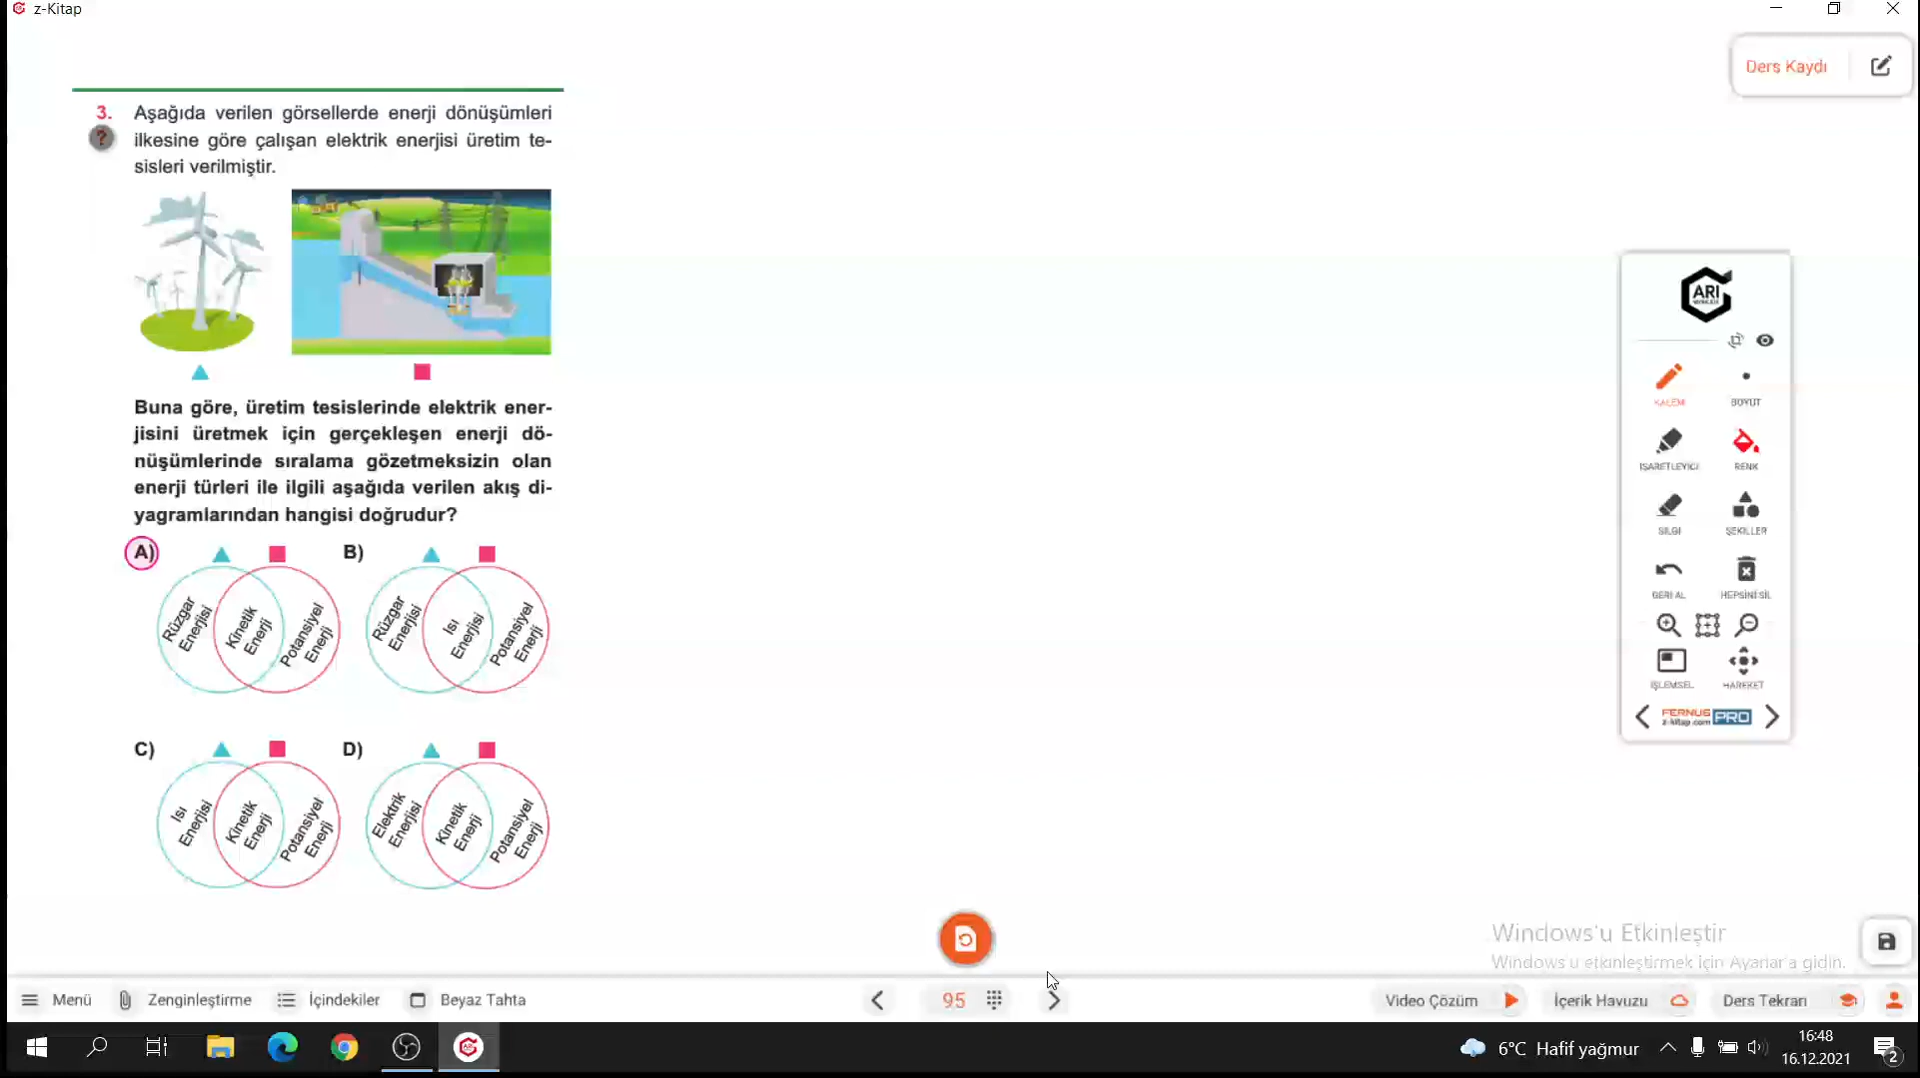 z-Kitap
Ders Kaydı
3. Aşağıda verilen görsellerde enerji dönüşümleri
? ilkesine göre çalışan elektrik enerjisi üretim te-
sisleri verilmiştir.
Buna göre, üretim tesislerinde elektrik ener-
jisini üretmek için gerçekleşen enerji dö-
nüşümlerinde sıralama gözetmeksizin olan
enerji türleri ile ilgili aşağıda verilen akış di-
yagramlarından hangisi doğrudur?
A)
Rüzgar
Enerjisi
Kinetik
Enerji
Potansiyel
Enerji
B)
Rüzgar
Enerjisi
Isı
Enerjisi
Potansiyel
Enerji
C)
Isı
Enerjisi
Kinetik
Enerji
Potansiyel
Enerji
D)
Elektrik
Enerjisi
Kinetik
Enerji
Potansiyel
Enerji
ARI
KALEM
BOYUT
İŞARETLEYİCİ
RENK
SİLGİ
ŞEKİLLER
GERİ AL
HEPSİNİ SİL
İŞLEMSEL
HAREKET
FERNUS
z-kitap.com PRO
Windows'u Etkinleştir
Windows'u etkinleştirmek için Ayarlar'a gidin.
Menü
Zenginleştirme
İçindekiler
Beyaz Tahta
95
Video Çözüm
İçerik Havuzu
Ders Tekrarı
ARI
6°C Hafif yağmur
16:48
16.12.2021
2